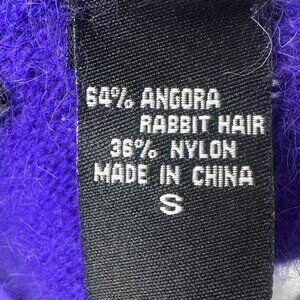 64% ANGORA
RABBIT HAIR
36% NYLON
MADE IN CHINA
S